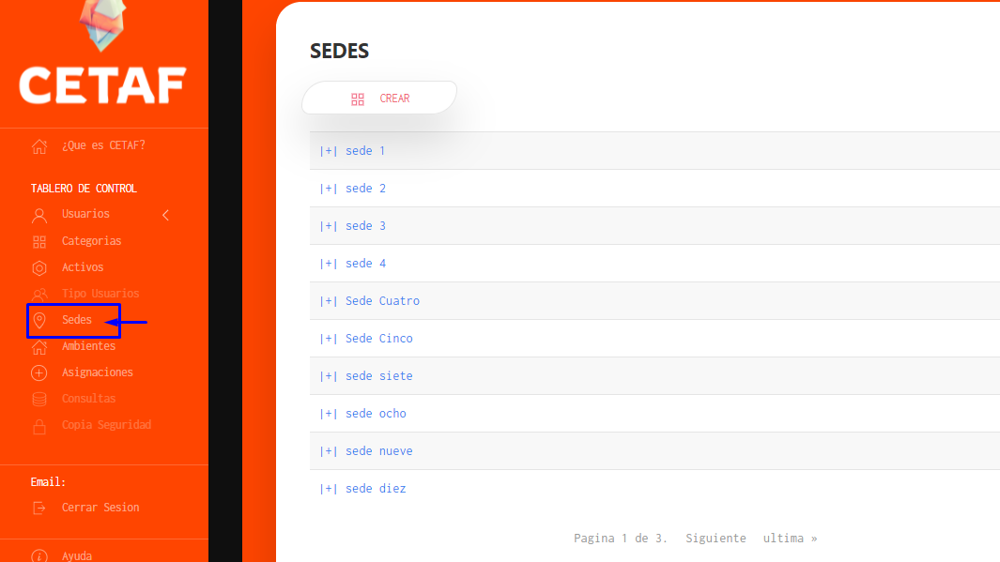 CETAF
¿Que es CETAF?
TABLERO DE CONTROL
Usuarios
Categorias
Activos
Tipo Usuarios
Sedes
Ambientes
Asignaciones
Consultas
Copia Seguridad
Email:
Cerrar Sesion
Ayuda
SEDES
CREAR
|+| sede 1
|+| sede 2
|+| sede 3
|+| sede 4
|+| Sede Cuatro
|+| Sede Cinco
|+| sede siete
|+| sede ocho
|+| sede nueve
|+| sede diez
Pagina 1 de 3. Siguiente ultima »